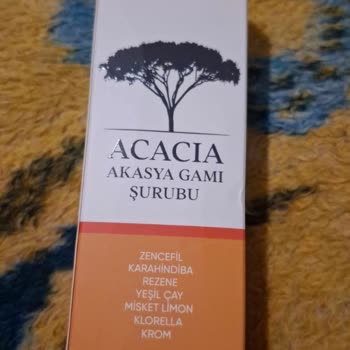 ACACIA
AKASYA GAMI
ŞURUBU
ZENCEFİL
KARAHİNDİBA
REZENE
YEŞİL ÇAY
MİSKET LİMON
KLORELLA
KROM